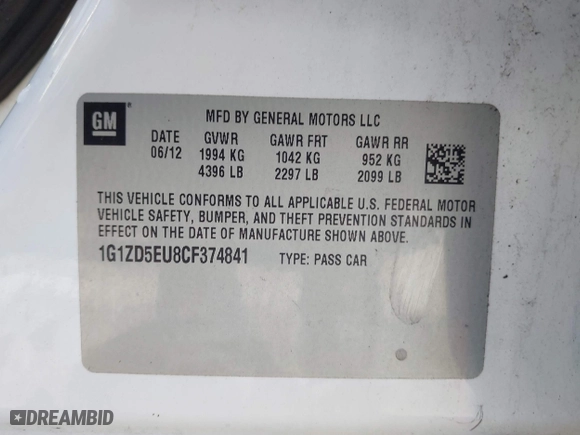 GM
MFD BY GENERAL MOTORS LLC
DATE GVWR GAWR FRT GAWR RR
06/12 1994 KG 1042 KG 952 KG
4396 LB 2297 LB 2099 LB
THIS VEHICLE CONFORMS TO ALL APPLICABLE U.S. FEDERAL MOTOR
VEHICLE SAFETY, BUMPER, AND THEFT PREVENTION STANDARDS IN
EFFECT ON THE DATE OF MANUFACTURE SHOWN ABOVE.
1G1ZD5EU8CF374841 TYPE: PASS CAR
DREAMBID